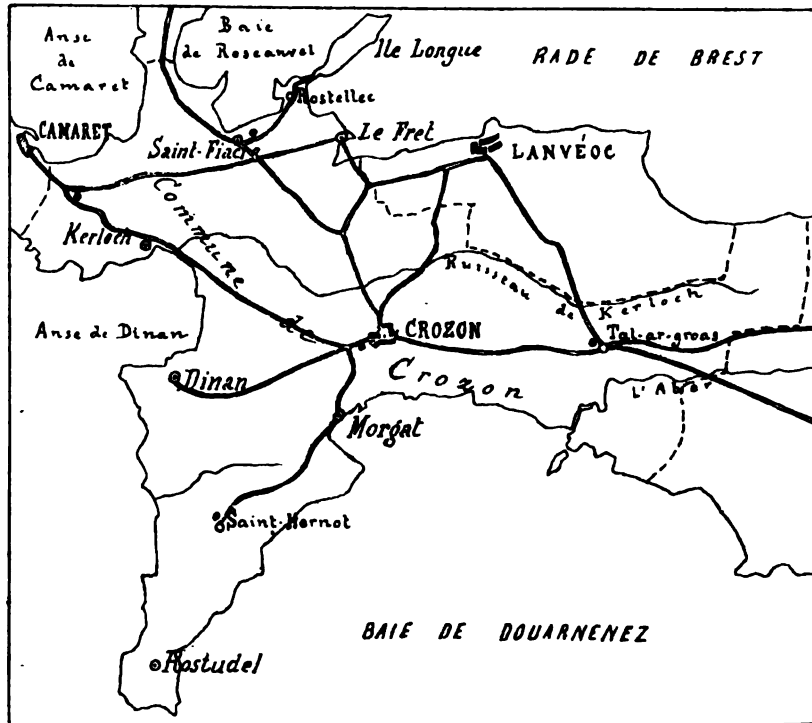 Anse
de
Camaret
Baie
de Roscanvel
Ile Longue
RADE DE BREST
Rostellec
CAMARET
Saint-Fiacre
Le Fret
LANVÉOC
Commune de Crozon
Kerloch
Ruisseau de Kerloch
Anse de Dinan
CROZON
Tal-ar-groas
Dinan
L'Aber
Morgat
Saint-Hernot
BAIE DE DOUARNENEZ
Rostudel